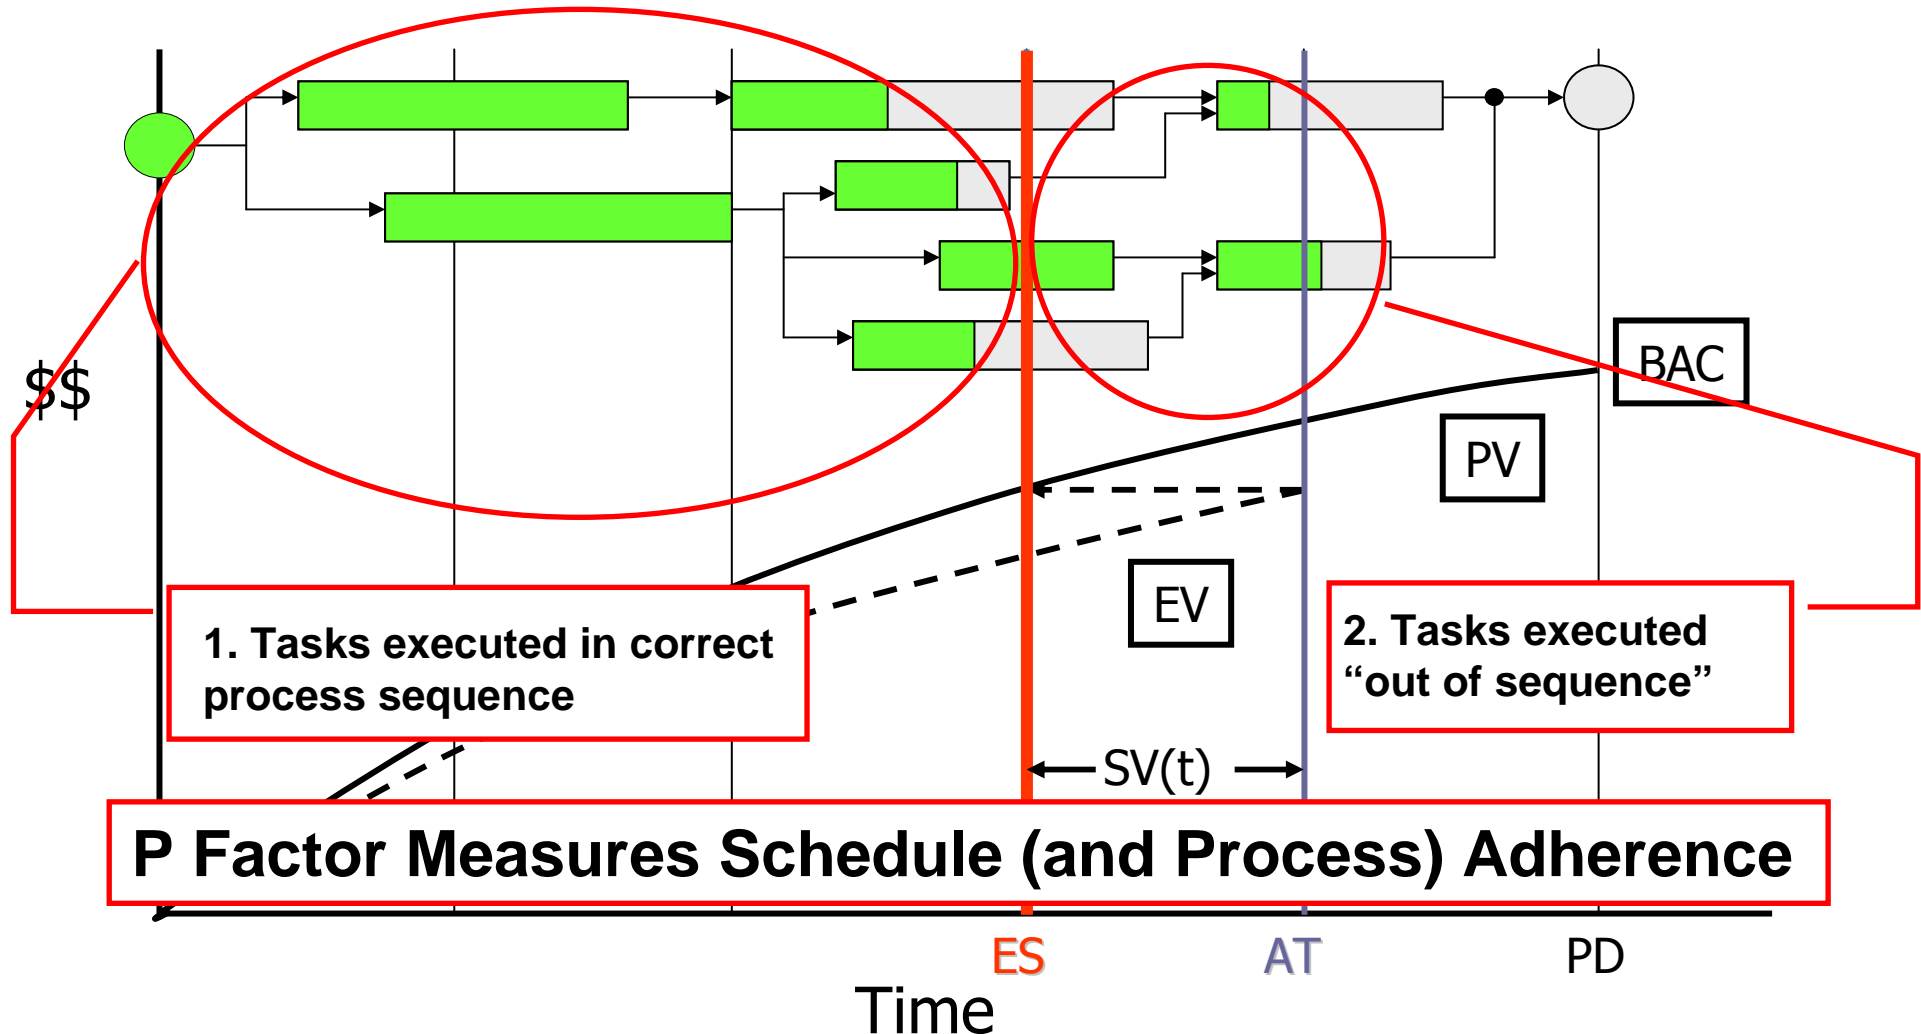 $$
BAC
PV
EV
1. Tasks executed in correct
process sequence
2. Tasks executed
“out of sequence”
SV(t)
P Factor Measures Schedule (and Process) Adherence
ES
AT
PD
Time